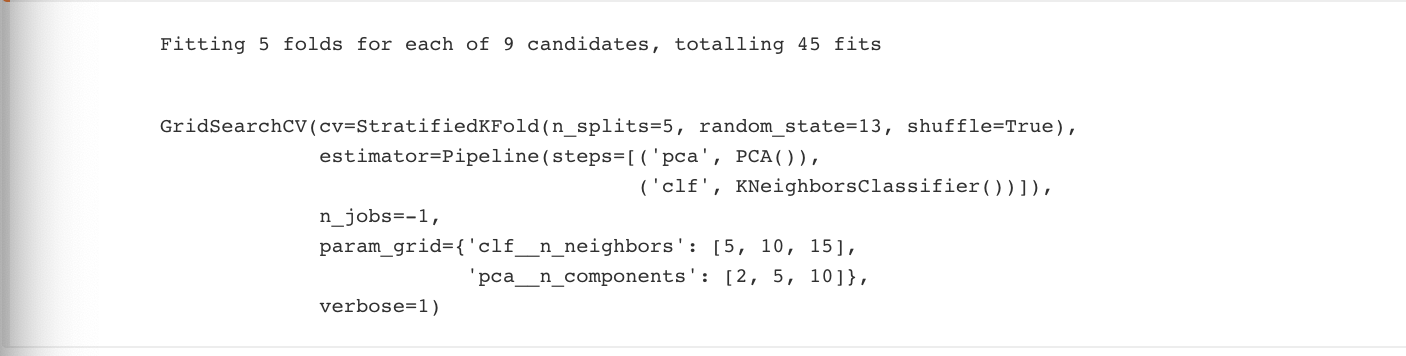 Fitting 5 folds for each of 9 candidates, totalling 45 fits
GridSearchCV(cv=StratifiedKFold(n_splits=5, random_state=13, shuffle=True),
estimator=Pipeline(steps=[('pca', PCA()),
('clf', KNeighborsClassifier())]),
n_jobs=-1,
param_grid={'clf__n_neighbors': [5, 10, 15],
'pca__n_components': [2, 5, 10]},
verbose=1)